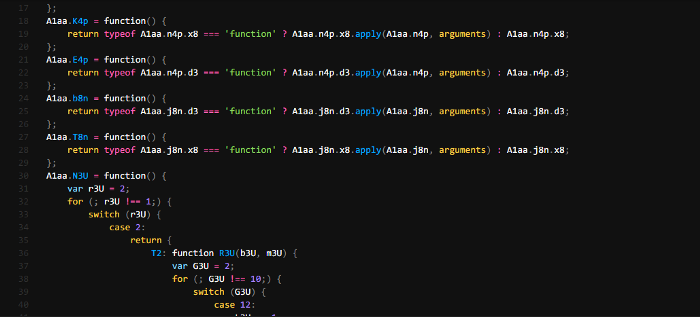 17 };
18 A1aa.K4p = function() {
19 return typeof A1aa.n4p.x8 === 'function' ? A1aa.n4p.x8.apply(A1aa.n4p, arguments) : A1aa.n4p.x8;
20 };
21 A1aa.E4p = function() {
22 return typeof A1aa.n4p.d3 === 'function' ? A1aa.n4p.d3.apply(A1aa.n4p, arguments) : A1aa.n4p.d3;
23 };
24 A1aa.b8n = function() {
25 return typeof A1aa.j8n.d3 === 'function' ? A1aa.j8n.d3.apply(A1aa.j8n, arguments) : A1aa.j8n.d3;
26 };
27 A1aa.T8n = function() {
28 return typeof A1aa.j8n.x8 === 'function' ? A1aa.j8n.x8.apply(A1aa.j8n, arguments) : A1aa.j8n.x8;
29 };
30 A1aa.N3U = function() {
31 var r3U = 2;
32 for (; r3U !== 1;) {
33 switch (r3U) {
34 case 2:
35 return {
36 T2: function R3U(b3U, m3U) {
37 var G3U = 2;
38 for (; G3U !== 10;) {
39 switch (G3U) {
40 case 12: